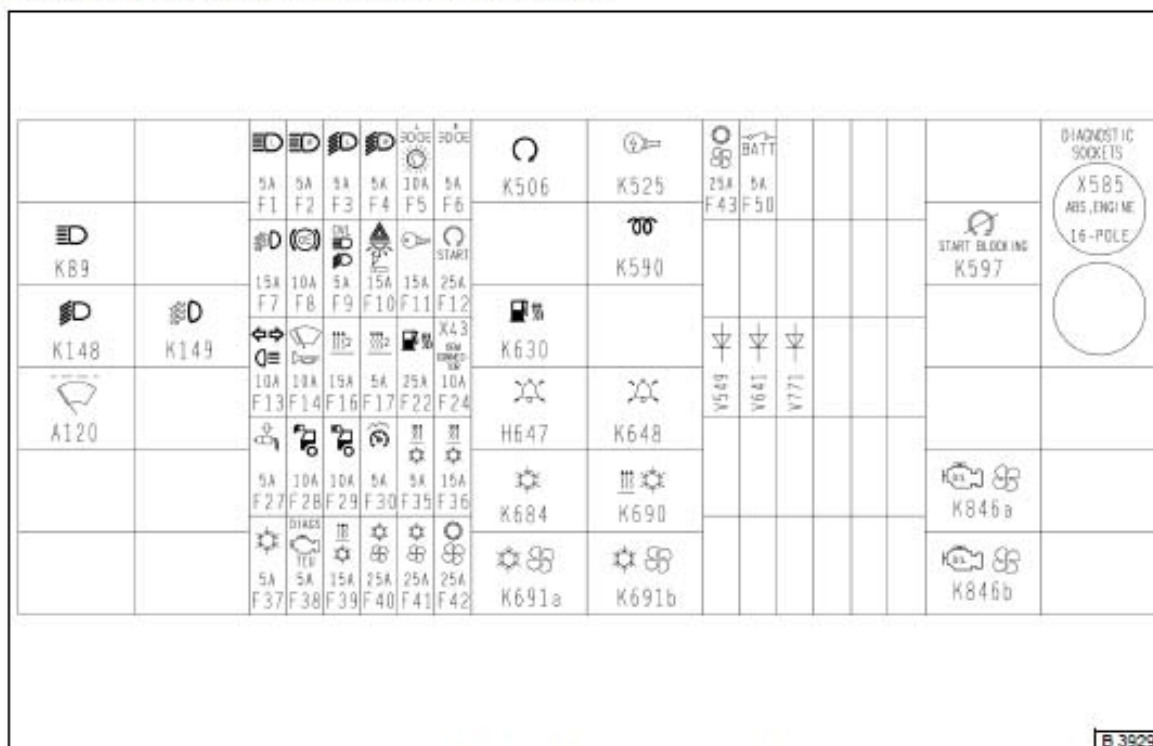 L R
5A 5A 5A 5A 10A 5A
F1 F2 F3 F4 F5 F6
K506 K525
BATT
25A 5A
F43 F50
DIAGNOSTIC
SOCKETS
X585
ABS, ENGINE
16-POLE
K89
START
15A 10A 5A 15A 15A 25A
F7 F8 F9 F10 F11 F12
K590
START BLOCKING
K597
K148 K149
2 2 X43
10A 10A 15A 5A 25A 10A
F13 F14 F16 F17 F22 F24
K630
V549 V641 V771
A120
H647 K648
5A 10A 10A 5A 5A 15A
F27 F28 F29 F30 F35 F36
K684 K690
K846a
DIAGS
TCU
5A 5A 15A 25A 25A 25A
F37 F38 F39 F40 F41 F42
K691a K691b
K846b
B 3929